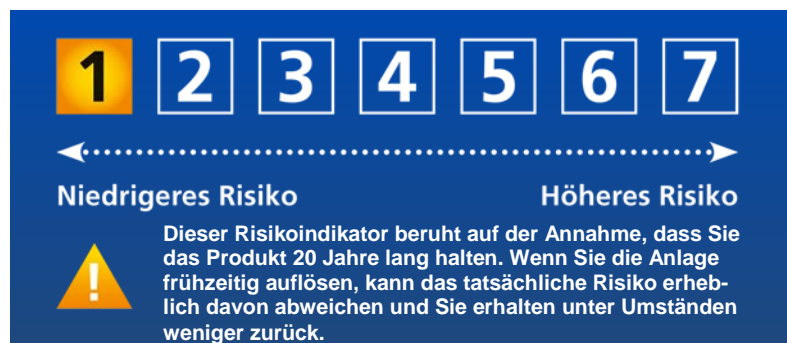 1 2 3 4 5 6 7
Niedrigeres Risiko Höheres Risiko
Dieser Risikoindikator beruht auf der Annahme, dass Sie
das Produkt 20 Jahre lang halten. Wenn Sie die Anlage
frühzeitig auflösen, kann das tatsächliche Risiko erheb-
lich davon abweichen und Sie erhalten unter Umständen
weniger zurück.